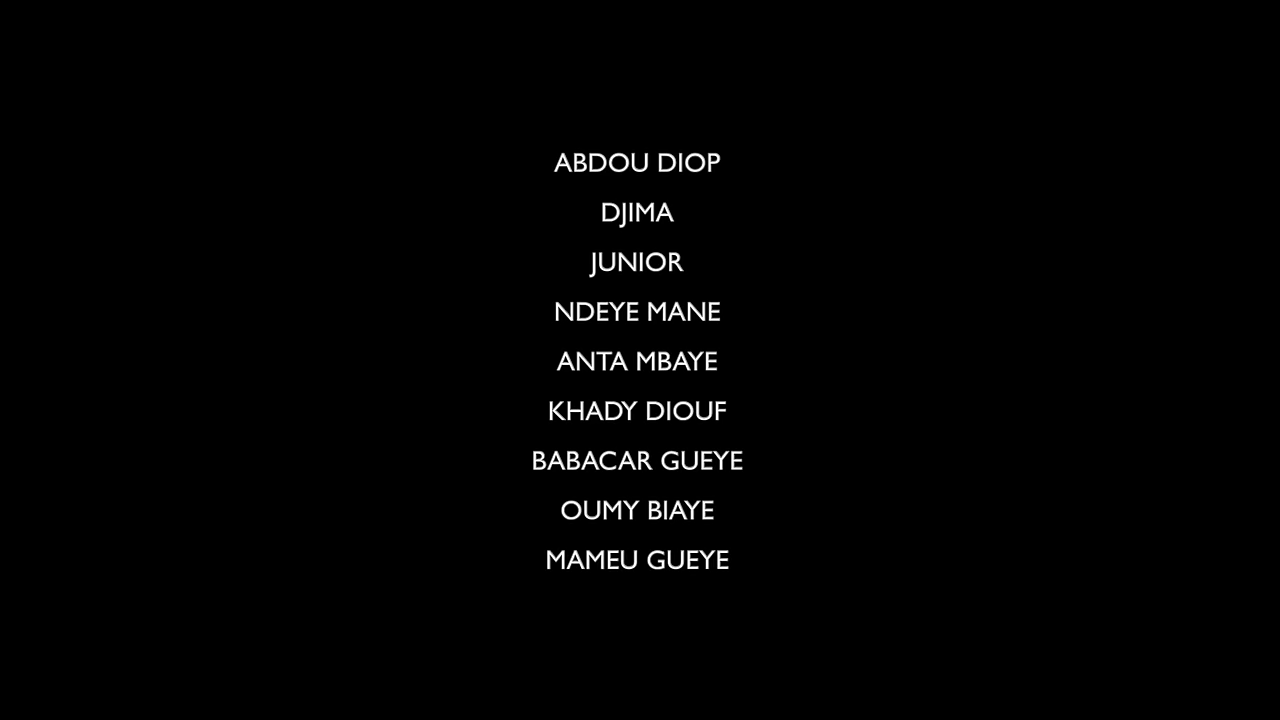 ABDOU DIOP
DJIMA
JUNIOR
NDEYE MANE
ANTA MBAYE
KHADY DIOUF
BABACAR GUEYE
OUMY BIAYE
MAMEU GUEYE